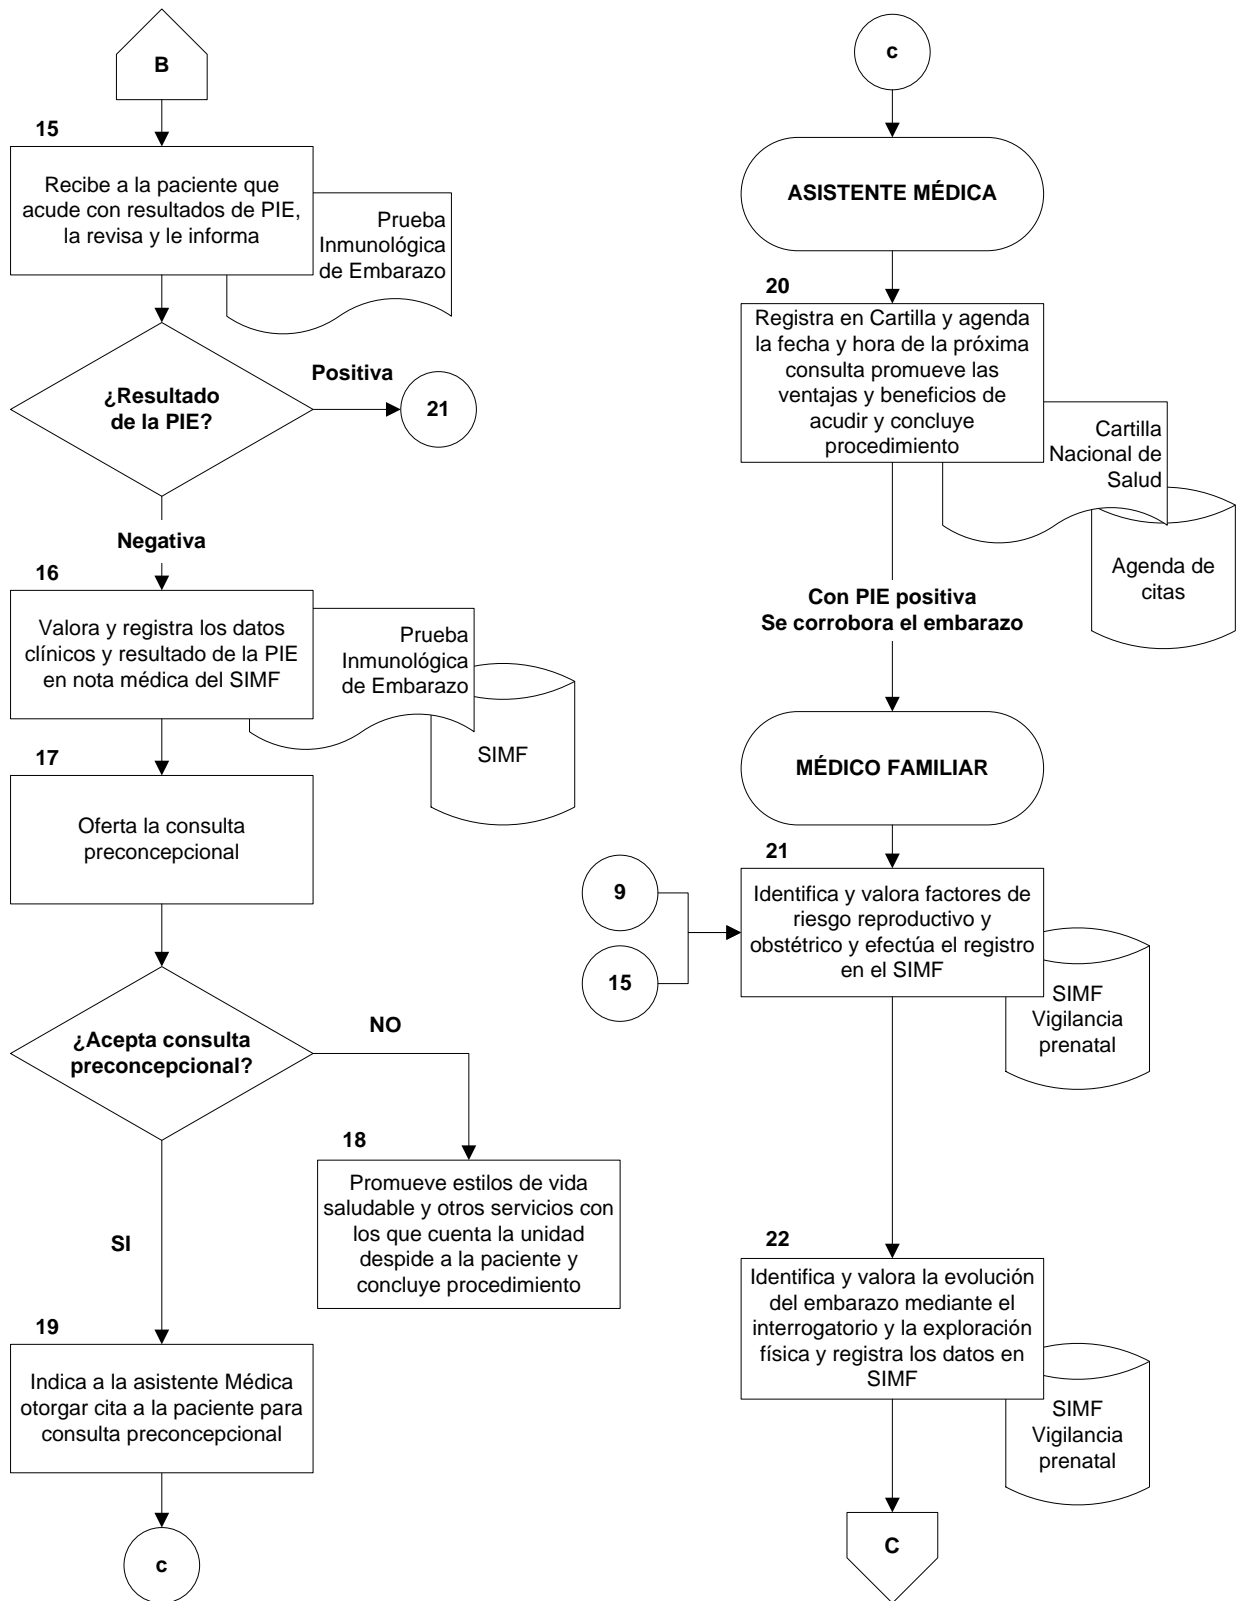 B
15
Recibe a la paciente que
acude con resultados de PIE,
la revisa y le informa
Prueba
Inmunológica
de Embarazo
¿Resultado
de la PIE?
Positiva
21
Negativa
16
Valora y registra los datos
clínicos y resultado de la PIE
en nota médica del SIMF
Prueba
Inmunológica
de Embarazo
SIMF
17
Oferta la consulta
preconcepcional
¿Acepta consulta
preconcepcional?
NO
18
Promueve estilos de vida
saludable y otros servicios con
los que cuenta la unidad
despide a la paciente y
concluye procedimiento
SI
19
Indica a la asistente Médica
otorgar cita a la paciente para
consulta preconcepcional
c
c
ASISTENTE MÉDICA
20
Registra en Cartilla y agenda
la fecha y hora de la próxima
consulta promueve las
ventajas y beneficios de
acudir y concluye
procedimiento
Cartilla
Nacional de
Salud
Agenda de
citas
Con PIE positiva
Se corrobora el embarazo
MÉDICO FAMILIAR
9
15
21
Identifica y valora factores de
riesgo reproductivo y
obstétrico y efectúa el registro
en el SIMF
SIMF
Vigilancia
prenatal
22
Identifica y valora la evolución
del embarazo mediante el
interrogatorio y la exploración
física y registra los datos en
SIMF
SIMF
Vigilancia
prenatal
C